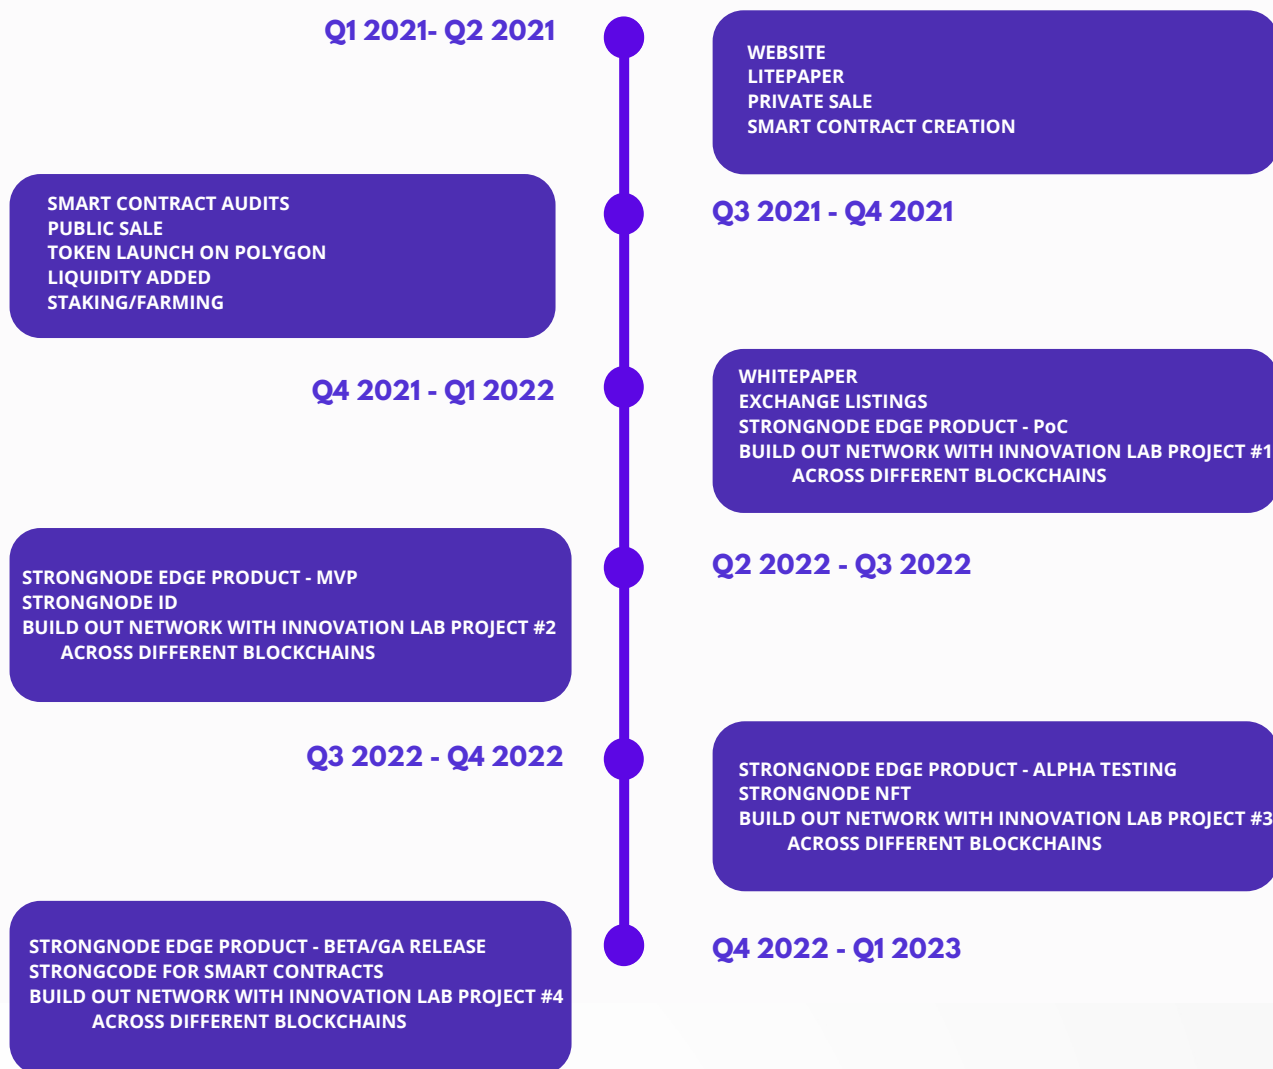 Q1 2021- Q2 2021
WEBSITE
LITEPAPER
PRIVATE SALE
SMART CONTRACT CREATION
Q3 2021 - Q4 2021
SMART CONTRACT AUDITS
PUBLIC SALE
TOKEN LAUNCH ON POLYGON
LIQUIDITY ADDED
STAKING/FARMING
Q4 2021 - Q1 2022
WHITEPAPER
EXCHANGE LISTINGS
STRONGNODE EDGE PRODUCT - PoC
BUILD OUT NETWORK WITH INNOVATION LAB PROJECT #1
ACROSS DIFFERENT BLOCKCHAINS
Q2 2022 - Q3 2022
STRONGNODE EDGE PRODUCT - MVP
STRONGNODE ID
BUILD OUT NETWORK WITH INNOVATION LAB PROJECT #2
ACROSS DIFFERENT BLOCKCHAINS
Q3 2022 - Q4 2022
STRONGNODE EDGE PRODUCT - ALPHA TESTING
STRONGNODE NFT
BUILD OUT NETWORK WITH INNOVATION LAB PROJECT #3
ACROSS DIFFERENT BLOCKCHAINS
Q4 2022 - Q1 2023
STRONGNODE EDGE PRODUCT - BETA/GA RELEASE
STRONGCODE FOR SMART CONTRACTS
BUILD OUT NETWORK WITH INNOVATION LAB PROJECT #4
ACROSS DIFFERENT BLOCKCHAINS